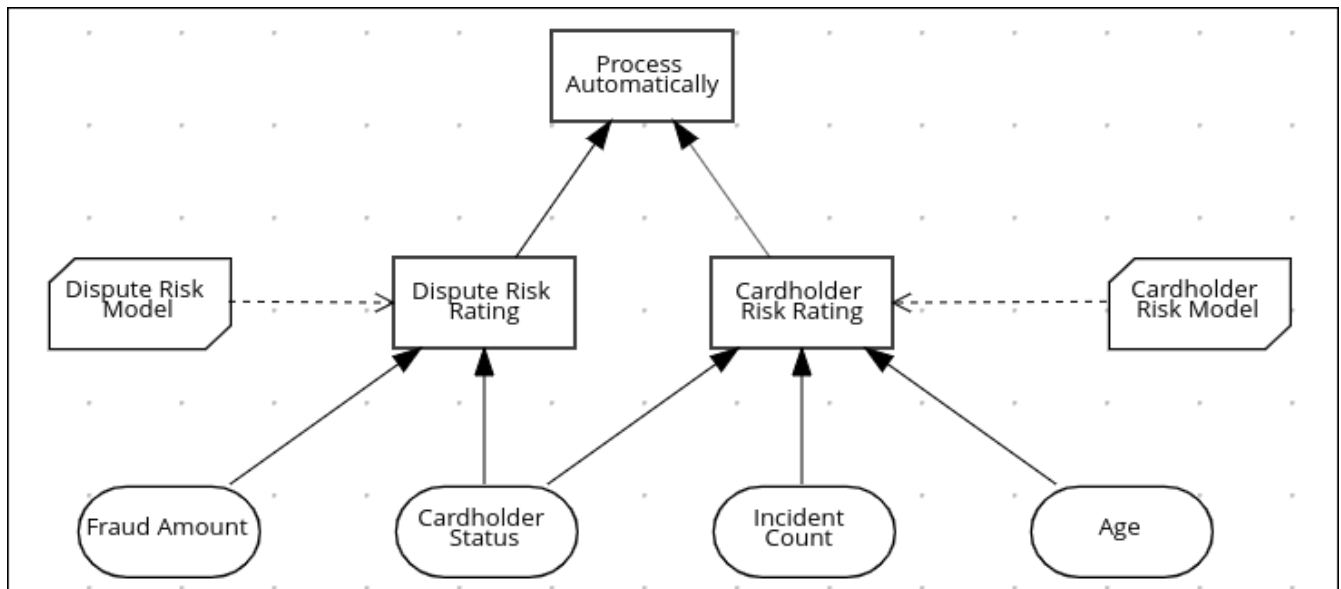 Process
Automatically
Dispute Risk
Model
Dispute Risk
Rating
Cardholder
Risk Rating
Cardholder
Risk Model
Fraud Amount
Cardholder
Status
Incident
Count
Age